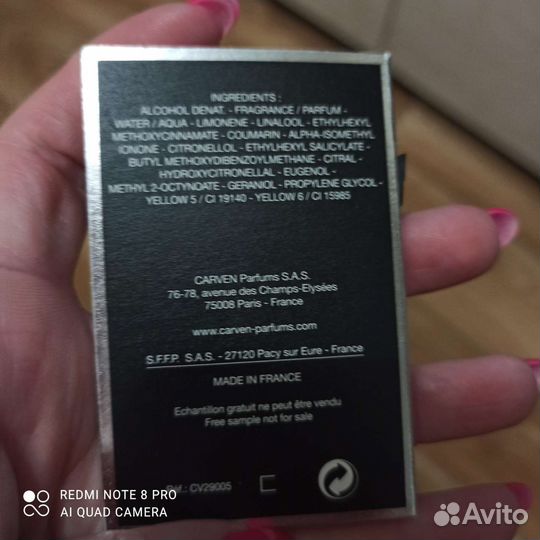 INGREDIENTS :
ALCOHOL DENAT. - FRAGRANCE / PARFUM -
WATER / AQUA - LIMONENE - LINALOOL - ETHYLHEXYL
METHOXYCINNAMATE - COUMARIN - ALPHA-ISOMETHYL
IONONE - CITRONELLOL - ETHYLHEXYL SALICYLATE -
BUTYL METHOXYDIBENZOYLMETHANE - CITRAL -
HYDROXYCITRONELLAL - EUGENOL -
METHYL 2-OCTYNOATE - GERANIOL - PROPYLENE GLYCOL -
YELLOW 5 / CI 19140 - YELLOW 6 / CI 15985
CARVEN Parfums S.A.S.
76-78, avenue des Champs-Elysées
75008 Paris - France
www.carven-parfums.com
S.F.F.P. S.A.S. - 27120 Pacy sur Eure - France
MADE IN FRANCE
Echantillon gratuit ne peut être vendu
Free sample not for sale
Réf.: CV29005
REDMI NOTE 8 PRO
AI QUAD CAMERA
Avito